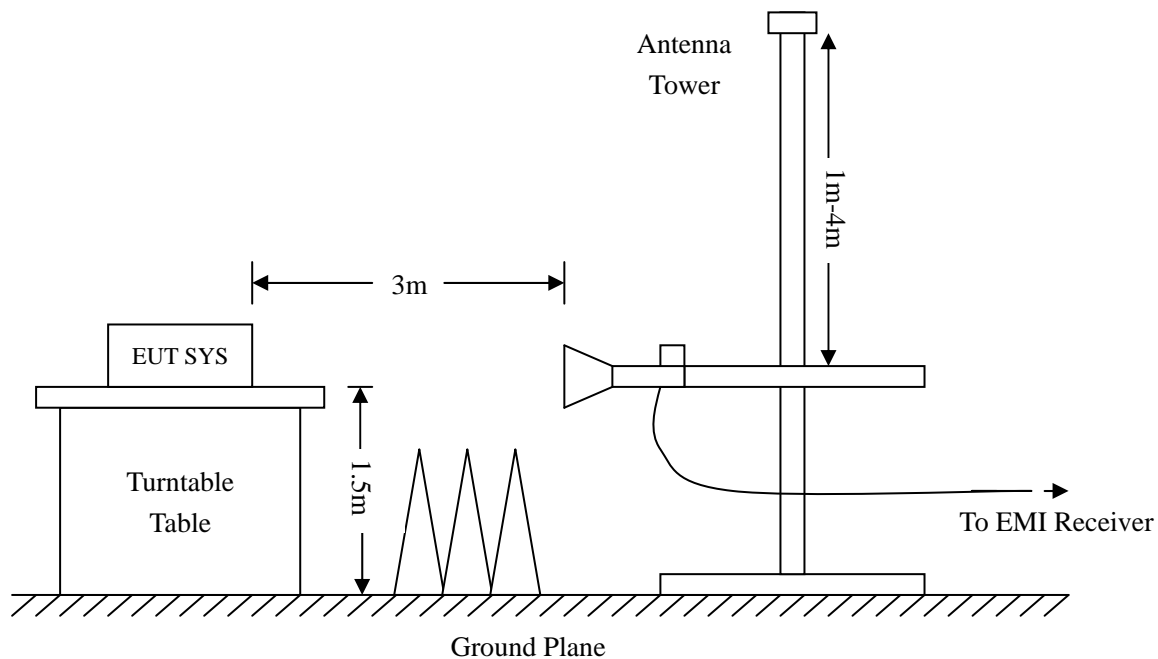 Antenna
Tower
1m-4m
3m
EUT SYS
1.5m
Turntable
Table
To EMI Receiver
Ground Plane